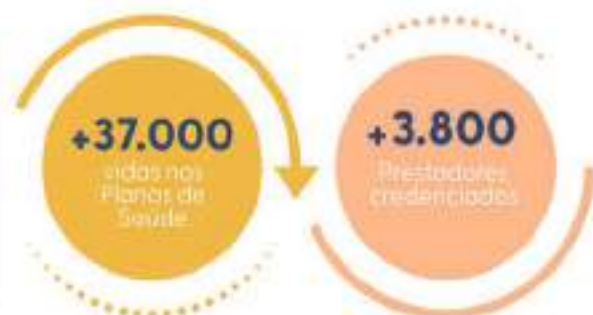 +37.000
vidas nos
Planos de
Saúde
+3.800
Prestadores
credenciados